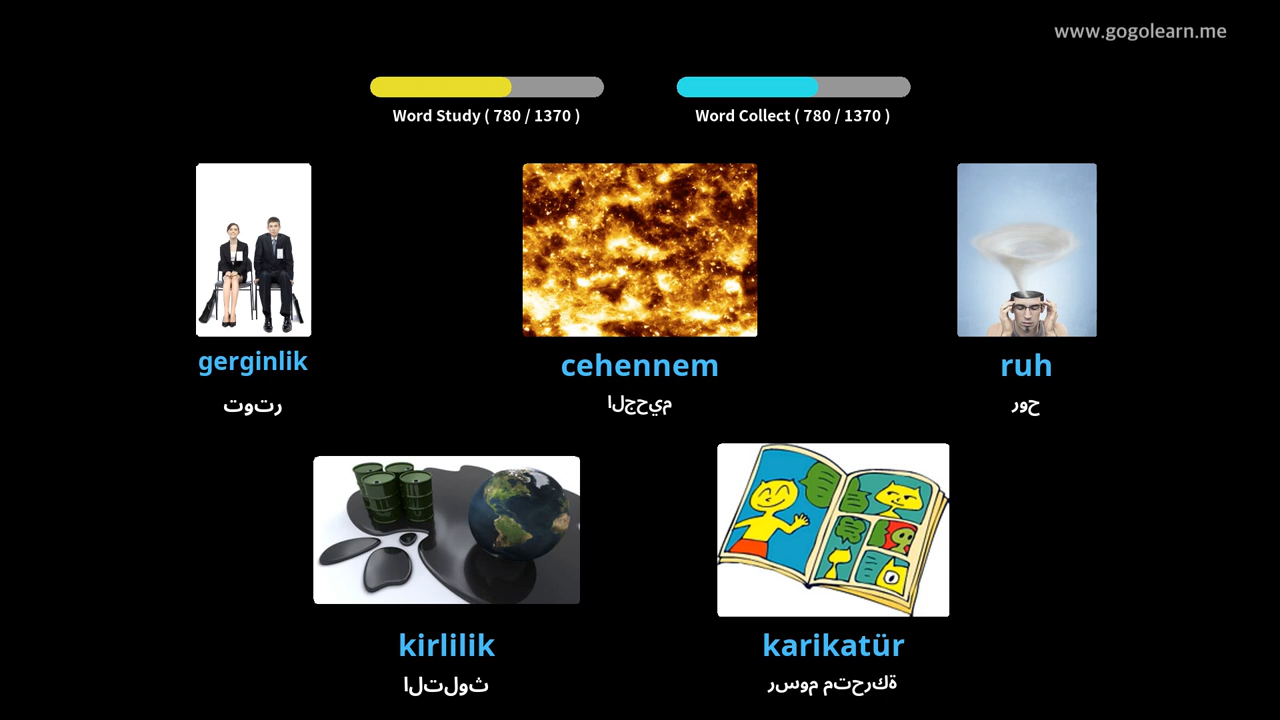 www.gogolearn.me
Word Study ( 780 / 1370 )
Word Collect ( 780 / 1370 )
gerginlik
توتر
cehennem
الجحيم
ruh
روح
kirlilik
التلوث
karikatür
رسوم متحركة